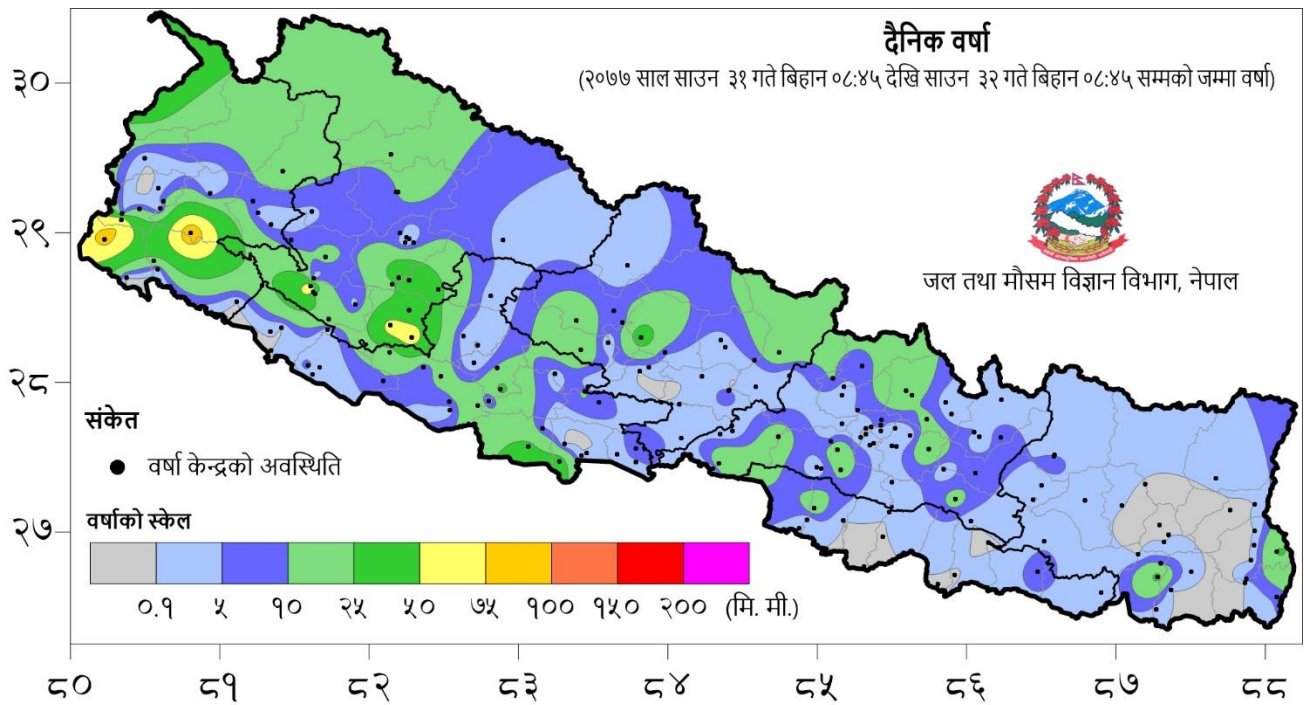 दैनिक वर्षा
(२०७७ साल साउन ३१ गते बिहान ०८:४५ देखि साउन ३२ गते बिहान ०८:४५ सम्मको जम्मा वर्षा)
३०
२९
२८
२७
जल तथा मौसम विज्ञान विभाग, नेपाल
संकेत
वर्षा केन्द्रको अवस्थिति
वर्षाको स्केल
०.१ ५ १० २५ ५० ७५ १०० १५० २०० (मि. मी.)
८० ८१ ८२ ८३ ८४ ८५ ८६ ८७ ८८